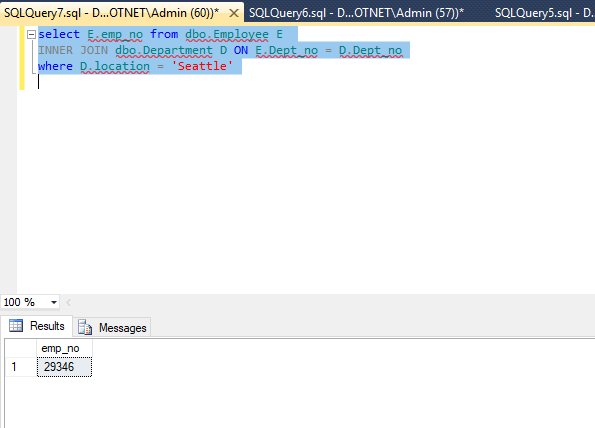 SQLQuery7.sql - D...OTNET\Admin (60))* SQLQuery6.sql - D...OTNET\Admin (57))* SQLQuery5.sql - D
select E.emp_no from dbo.Employee E
INNER JOIN dbo.Department D ON E.Dept_no = D.Dept_no
where D.location = 'Seattle'
100 %
Results Messages
emp_no
1 29346